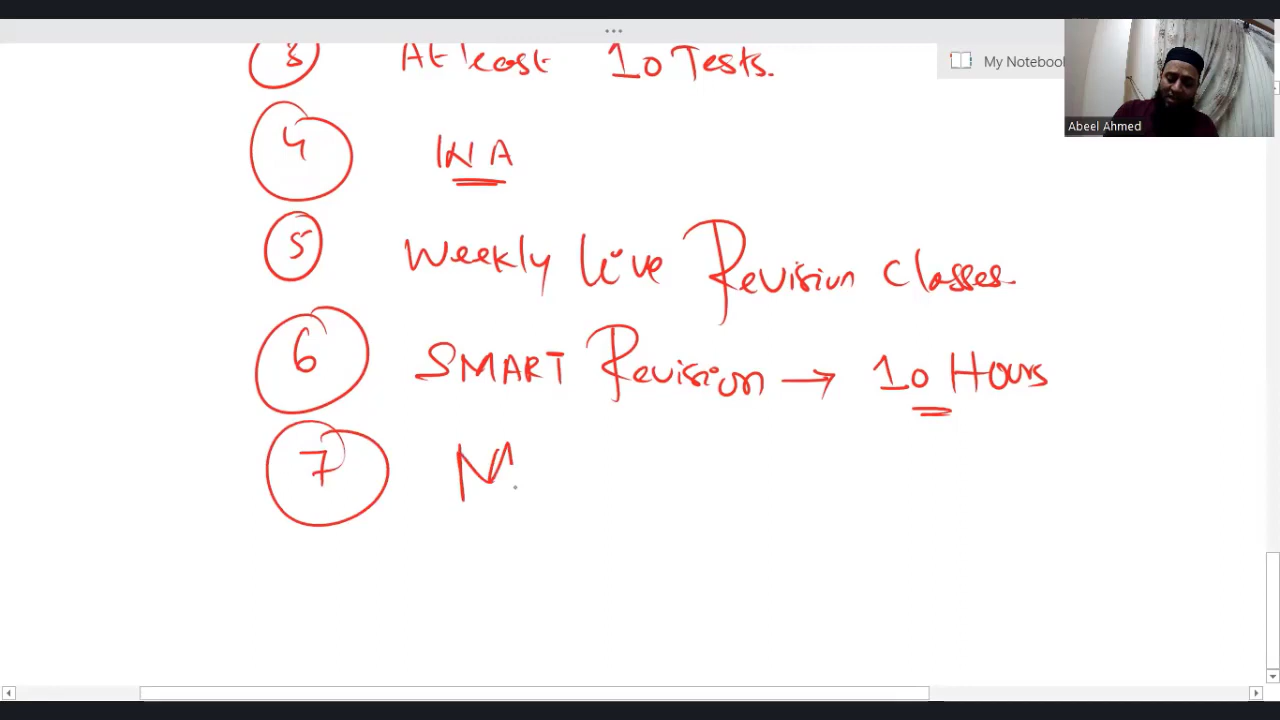 3 At least 10 Tests.
My Notebook
Abeel Ahmed
4 INA
5 Weekly live Revision Classes
6 SMART Revision → 10 Hours
7